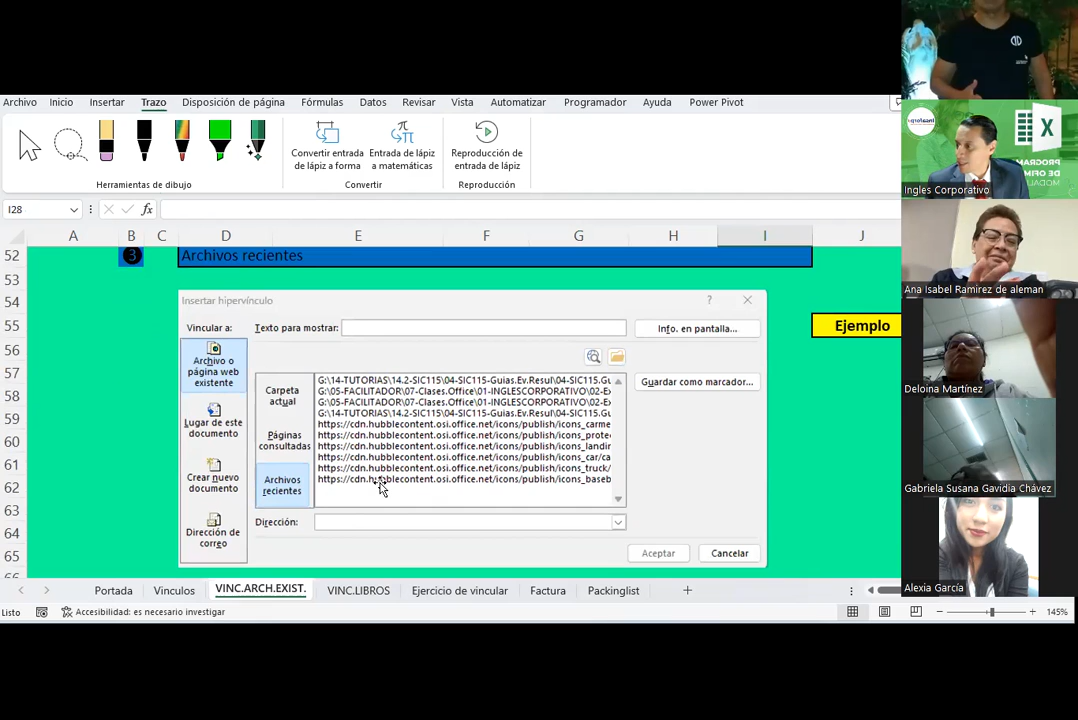 Archivo Inicio Insertar Trazo Disposición de página Fórmulas Datos Revisar Vista Automatizar Programador Ayuda Power Pivot
Convertir entrada de lápiz a forma
Entrada de lápiz a matemáticas
Reproducción de entrada de lápiz
Herramientas de dibujo
Convertir
Reproducción
I28
fx
A B C D E F G H I J
52
3
Archivos recientes
53
54
55
56
57
58
59
60
61
62
63
64
65
Insertar hipervínculo
?
Vincular a:
Texto para mostrar:
Info. en pantalla...
Ejemplo
Archivo o
página web
existente
Lugar de este
documento
Crear nuevo
documento
Dirección de
correo
Carpeta
actual
Páginas
consultadas
Archivos
recientes
G:\14-TUTORIAS\14.2-SIC115\04-SIC115-Guias.Ev.Resul\04-SIC115.Gu
G:\05-FACILITADOR\07-Clases.Office\01-INGLESCORPORATIVO\02-Ex
G:\05-FACILITADOR\07-Clases.Office\01-INGLESCORPORATIVO\02-Ex
G:\14-TUTORIAS\14.2-SIC115\04-SIC115-Guias.Ev.Resul\04-SIC115.Gu
https://cdn.hubblecontent.osi.office.net/icons/publish/icons_carme
https://cdn.hubblecontent.osi.office.net/icons/publish/icons_protec
https://cdn.hubblecontent.osi.office.net/icons/publish/icons_landin
https://cdn.hubblecontent.osi.office.net/icons/publish/icons_car/ca
https://cdn.hubblecontent.osi.office.net/icons/publish/icons_truck/
https://cdn.hubblecontent.osi.office.net/icons/publish/icons_baseb
Guardar como marcador...
Dirección:
Aceptar
Cancelar
Portada Vinculos VINC.ARCH.EXIST. VINC.LIBROS Ejercicio de vincular Factura Packinglist
Listo
Accesibilidad: es necesario investigar
145%
Ingles Corporativo
Ana Isabel Ramirez de aleman
Deloina Martínez
Gabriela Susana Gavidia Chávez
Alexia García